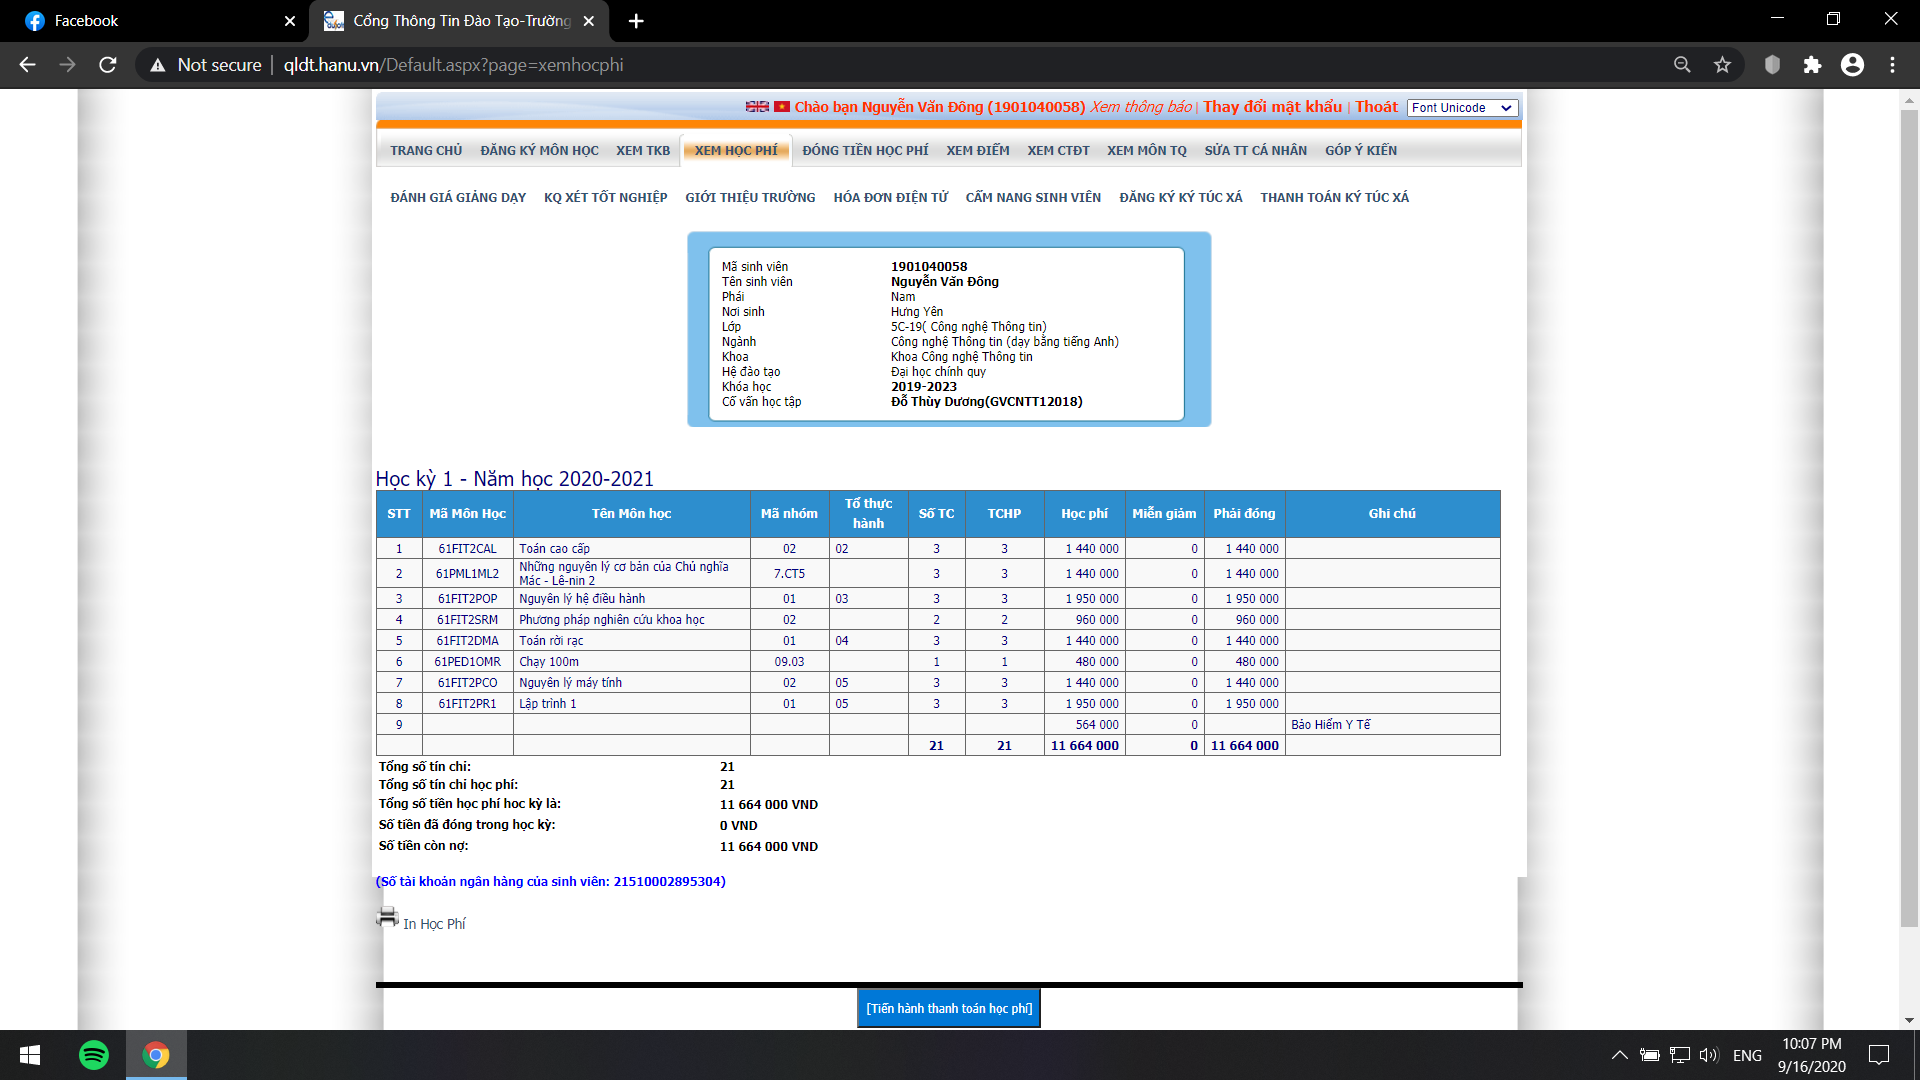 Facebook
Cổng Thông Tin Đào Tạo-Trường
Not secure | qldt.hanu.vn/Default.aspx?page=xemhocphi
Chào bạn Nguyễn Văn Đông (1901040058) Xem thông báo | Thay đổi mật khẩu | Thoát Font Unicode
TRANG CHỦ ĐĂNG KÝ MÔN HỌC XEM TKB XEM HỌC PHÍ ĐÓNG TIỀN HỌC PHÍ XEM ĐIỂM XEM CTĐT XEM MÔN TQ SỬA TT CÁ NHÂN GÓP Ý KIẾN
ĐÁNH GIÁ GIẢNG DẠY KQ XÉT TỐT NGHIỆP GIỚI THIỆU TRƯỜNG HÓA ĐƠN ĐIỆN TỬ CẨM NANG SINH VIÊN ĐĂNG KÝ KÝ TÚC XÁ THANH TOÁN KÝ TÚC XÁ
Mã sinh viên 1901040058
Tên sinh viên Nguyễn Văn Đông
Phái Nam
Nơi sinh Hưng Yên
Lớp 5C-19( Công nghệ Thông tin)
Ngành Công nghệ Thông tin (dạy bằng tiếng Anh)
Khoa Khoa Công nghệ Thông tin
Hệ đào tạo Đại học chính quy
Khóa học 2019-2023
Cố vấn học tập Đỗ Thùy Dương(GVCNTT12018)
Học kỳ 1 - Năm học 2020-2021
STT Mã Môn Học Tên Môn học Mã nhóm Tổ thực hành Số TC TCHP Học phí Miễn giảm Phải đóng Ghi chú
1 61FIT2CAL Toán cao cấp 02 02 3 3 1 440 000 0 1 440 000
2 61PML1ML2 Những nguyên lý cơ bản của Chủ nghĩa Mác - Lê-nin 2 7.CT5 3 3 1 440 000 0 1 440 000
3 61FIT2POP Nguyên lý hệ điều hành 01 03 3 3 1 950 000 0 1 950 000
4 61FIT2SRM Phương pháp nghiên cứu khoa học 02 2 2 960 000 0 960 000
5 61FIT2DMA Toán rời rạc 01 04 3 3 1 440 000 0 1 440 000
6 61PED1OMR Chạy 100m 09.03 1 1 480 000 0 480 000
7 61FIT2PCO Nguyên lý máy tính 02 05 3 3 1 440 000 0 1 440 000
8 61FIT2PR1 Lập trình 1 01 05 3 3 1 950 000 0 1 950 000
9 564 000 0 Bảo Hiểm Y Tế
21 21 11 664 000 0 11 664 000
Tổng số tín chỉ: 21
Tổng số tín chỉ học phí: 21
Tổng số tiền học phí hoc kỳ là: 11 664 000 VND
Số tiền đã đóng trong học kỳ: 0 VND
Số tiền còn nợ: 11 664 000 VND
(Số tài khoản ngân hàng của sinh viên: 21510002895304)
In Học Phí
[Tiến hành thanh toán học phí]
ENG
10:07 PM
9/16/2020